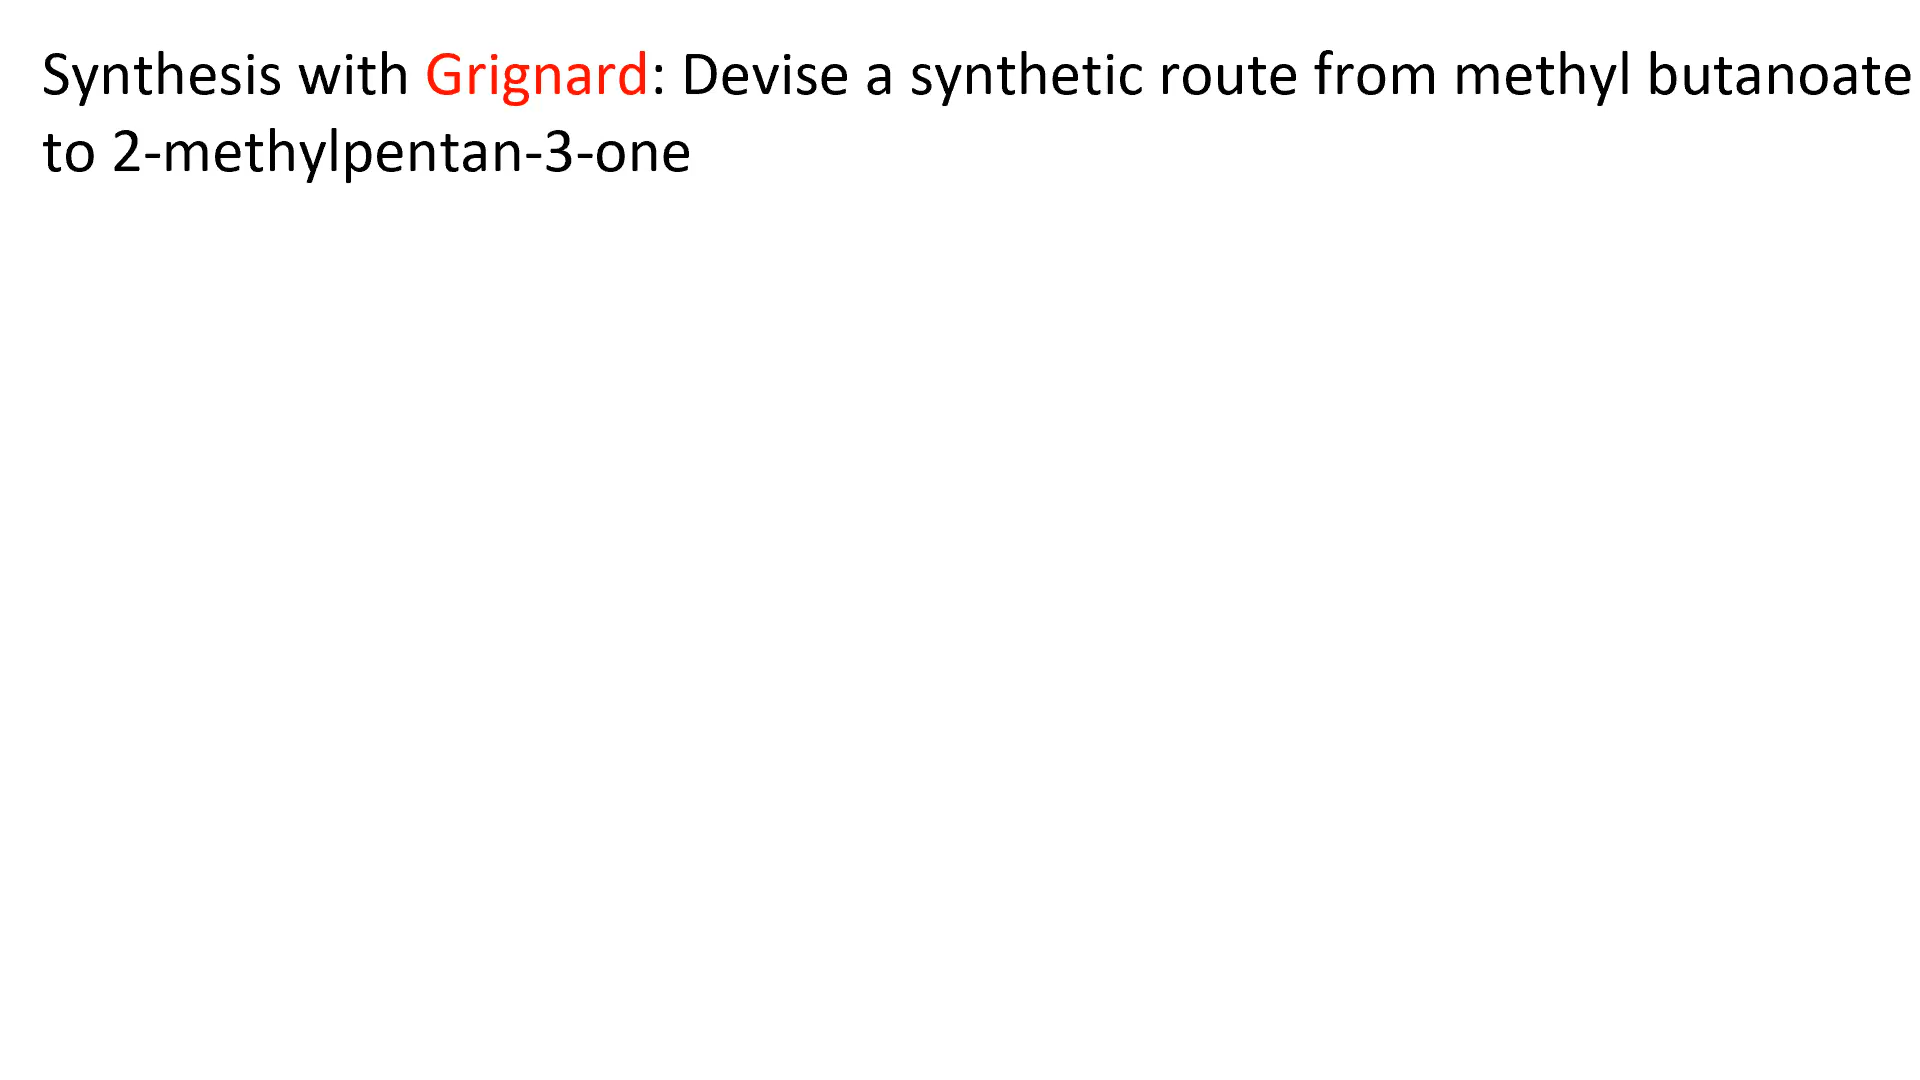 Synthesis with Grignard: Devise a synthetic route from methyl butanoate
to 2-methylpentan-3-one